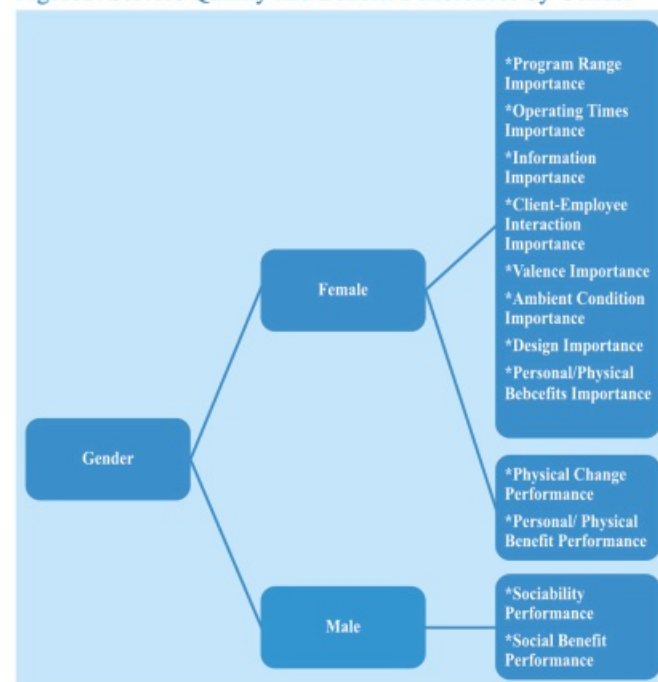 *Program Range
Importance
*Operating Times
Importance
*Information
Importance
*Client-Employee
Interaction
Importance
*Valence Importance
*Ambient Condition
Importance
*Design Importance
*Personal/Physical
Bebcefits Importance
Female
Gender
*Physical Change
Performance
*Personal/ Physical
Benefit Performance
Male
*Sociability
Performance
*Social Benefit
Performance